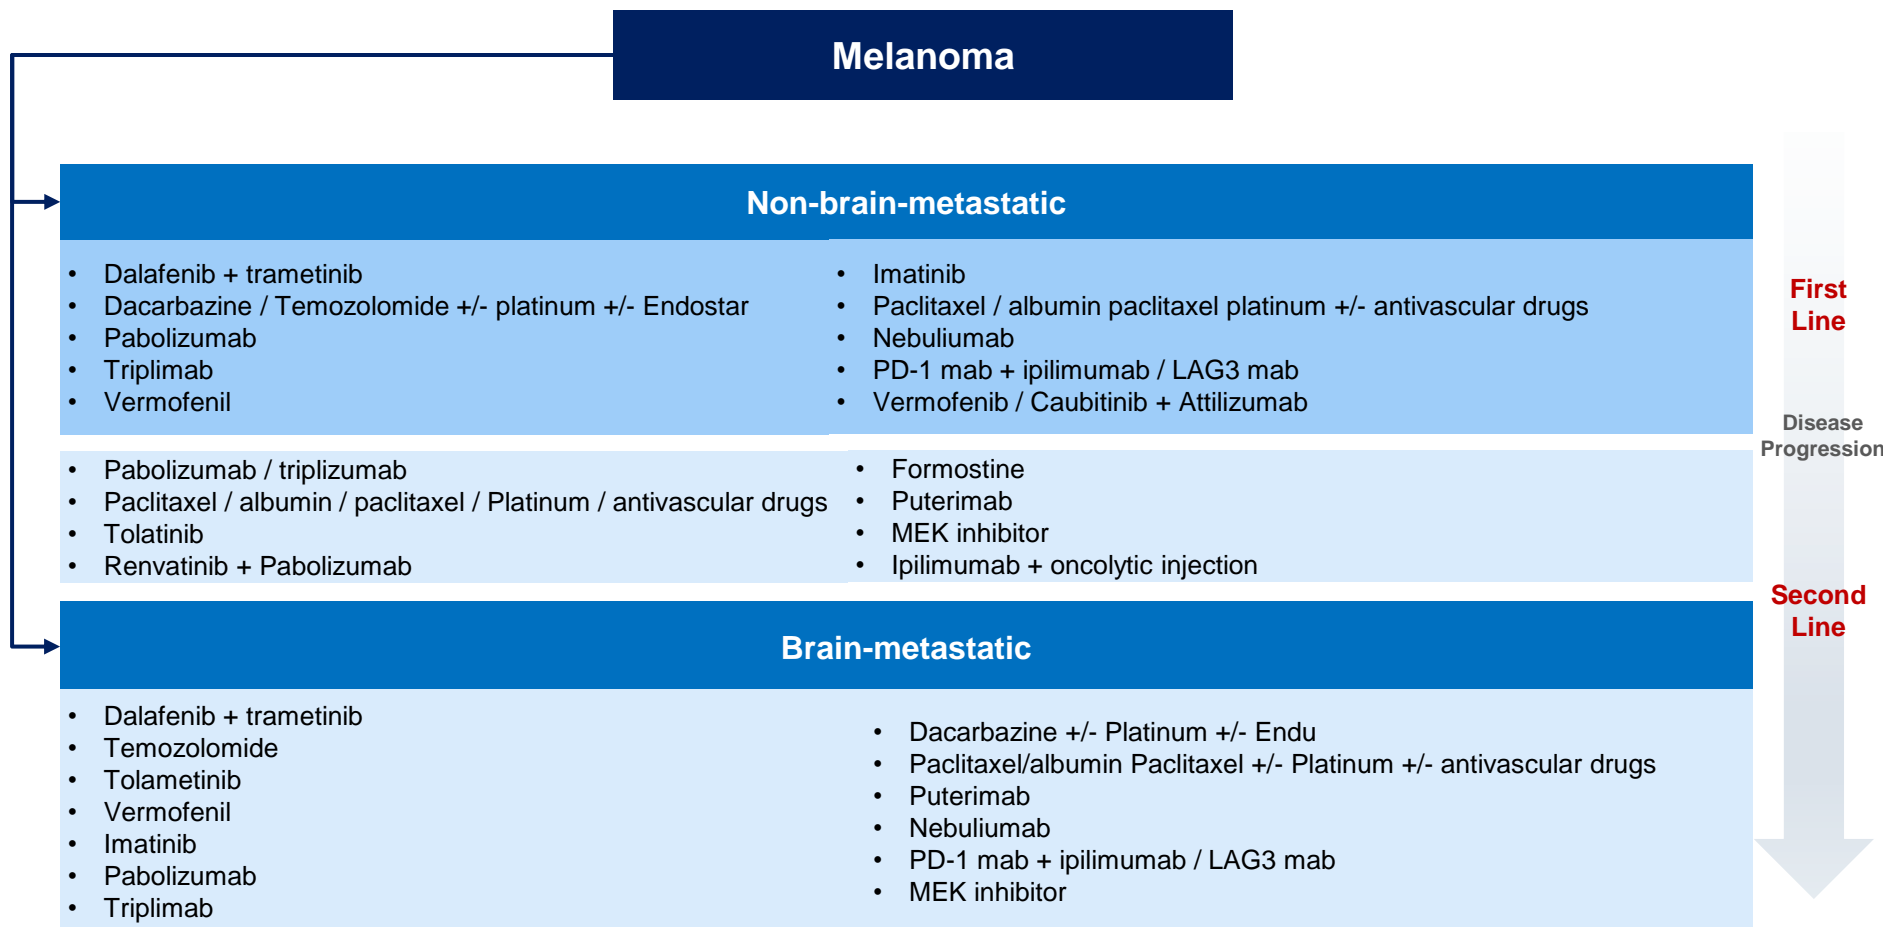 Melanoma
Non-brain-metastatic
• Dalafenib + trametinib
• Dacarbazine / Temozolomide +/- platinum +/- Endostar
• Pabolizumab
• Triplimab
• Vermofenil
• Imatinib
• Paclitaxel / albumin paclitaxel platinum +/- antivascular drugs
• Nebuliumab
• PD-1 mab + ipilimumab / LAG3 mab
• Vermofenib / Caubitinib + Attilizumab
First
Line
Disease
Progression
• Pabolizumab / triplizumab
• Paclitaxel / albumin / paclitaxel / Platinum / antivascular drugs
• Tolatinib
• Renvatinib + Pabolizumab
• Formostine
• Puterimab
• MEK inhibitor
• Ipilimumab + oncolytic injection
Second
Line
Brain-metastatic
• Dalafenib + trametinib
• Temozolomide
• Tolametinib
• Vermofenil
• Imatinib
• Pabolizumab
• Triplimab
• Dacarbazine +/- Platinum +/- Endu
• Paclitaxel/albumin Paclitaxel +/- Platinum +/- antivascular drugs
• Puterimab
• Nebuliumab
• PD-1 mab + ipilimumab / LAG3 mab
• MEK inhibitor